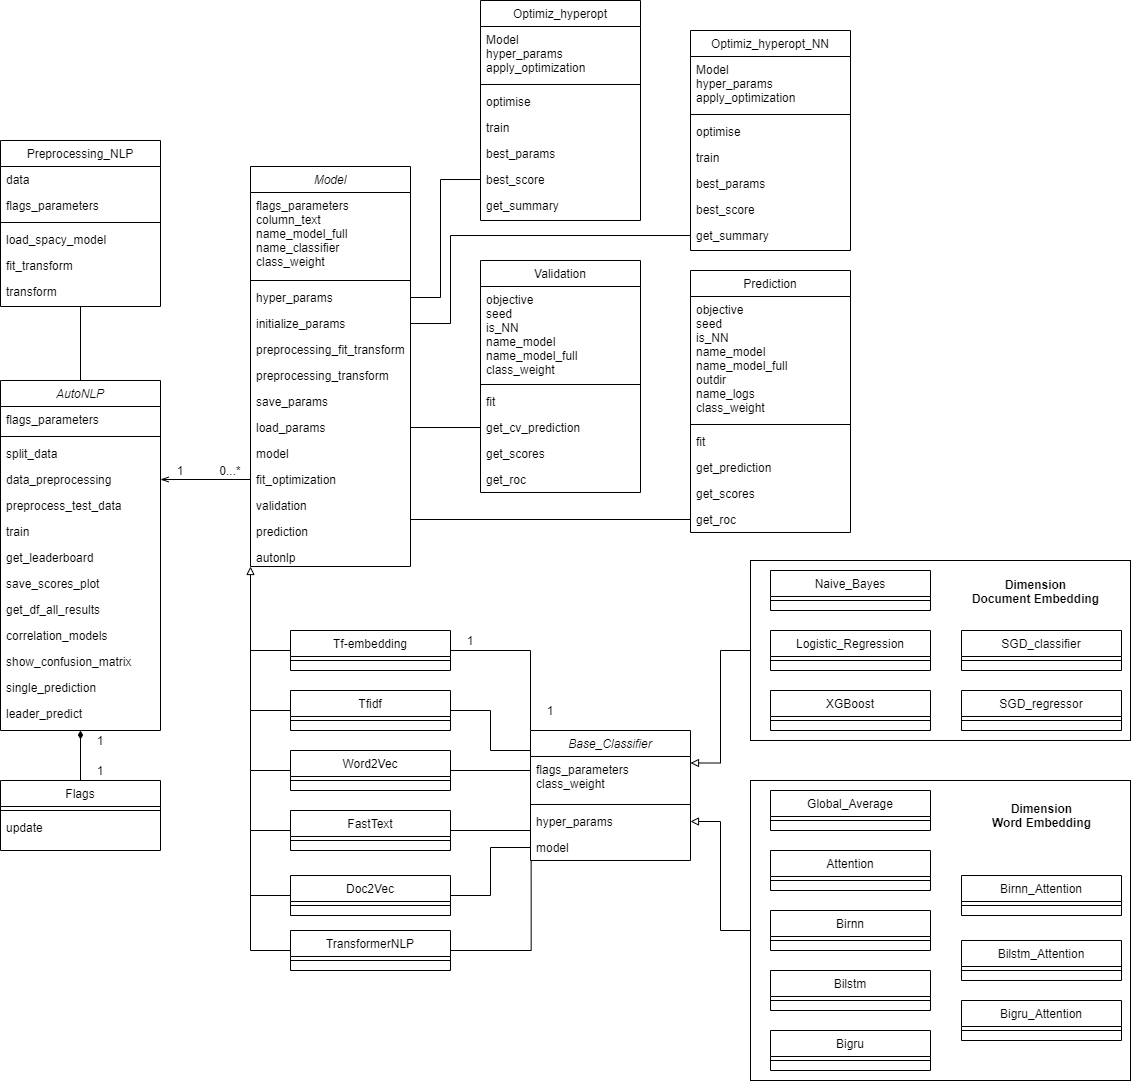 Optimiz_hyperopt
Model
hyper_params
apply_optimization
optimise
train
best_params
best_score
get_summary
Optimiz_hyperopt_NN
Model
hyper_params
apply_optimization
optimise
train
best_params
best_score
get_summary
Preprocessing_NLP
data
flags_parameters
load_spacy_model
fit_transform
transform
Model
flags_parameters
column_text
name_model_full
name_classifier
class_weight
hyper_params
initialize_params
preprocessing_fit_transform
preprocessing_transform
save_params
load_params
model
fit_optimization
validation
prediction
autonlp
Validation
objective
seed
is_NN
name_model
name_model_full
class_weight
fit
get_cv_prediction
get_scores
get_roc
Prediction
objective
seed
is_NN
name_model
name_model_full
outdir
name_logs
class_weight
fit
get_prediction
get_scores
get_roc
AutoNLP
flags_parameters
split_data
data_preprocessing
preprocess_test_data
train
get_leaderboard
save_scores_plot
get_df_all_results
correlation_models
show_confusion_matrix
single_prediction
leader_predict
1
0...*
1
1
Flags
update
Tf-embedding
1
Tfidf
Word2Vec
FastText
Doc2Vec
TransformerNLP
1
Base_Classifier
flags_parameters
class_weight
hyper_params
model
Naive_Bayes
Dimension
Document Embedding
Logistic_Regression
SGD_classifier
XGBoost
SGD_regressor
Global_Average
Dimension
Word Embedding
Attention
Birnn_Attention
Birnn
Bilstm_Attention
Bilstm
Bigru_Attention
Bigru